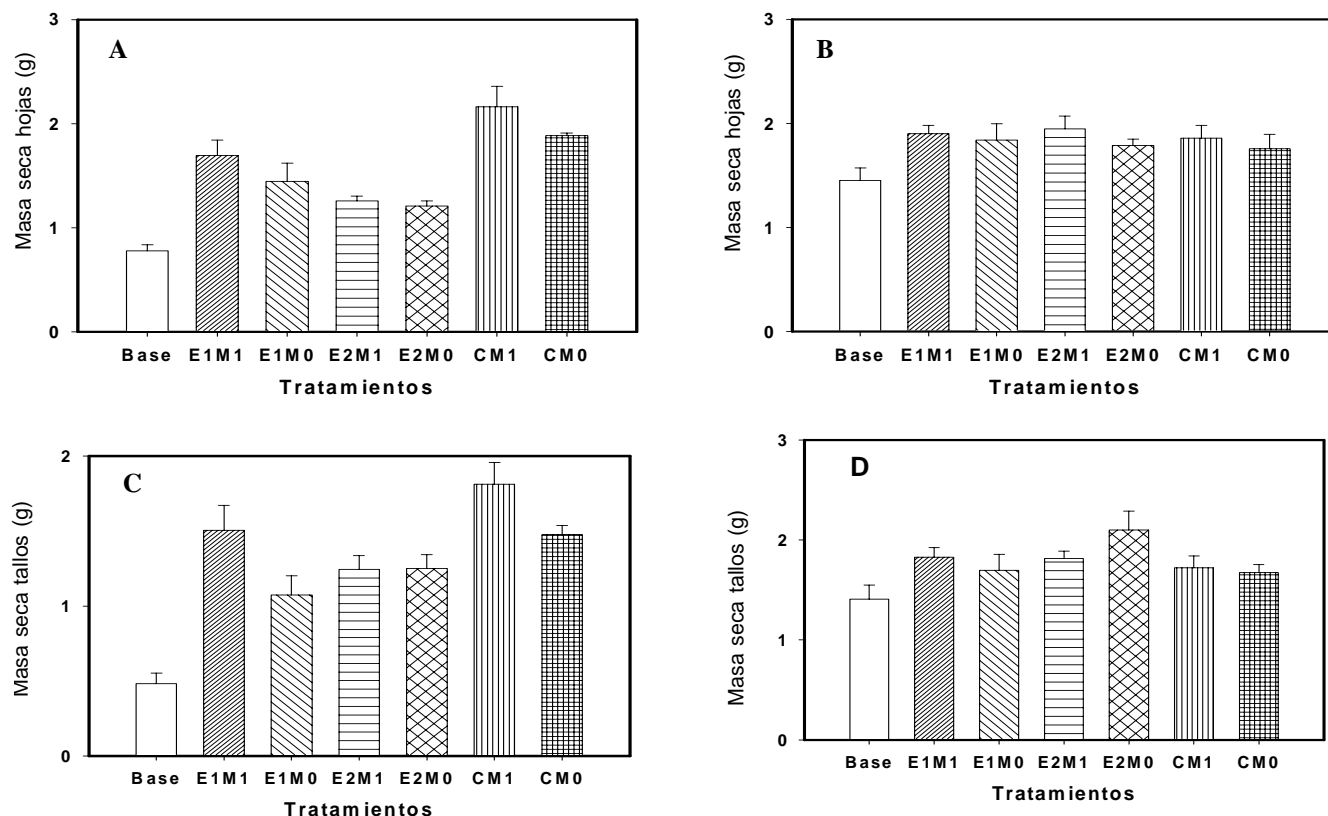 A
Masa seca hojas (g)
3
2
1
0
Base E1M1 E1M0 E2M1 E2M0 CM1 CM0
Tratamientos
B
Masa seca hojas (g)
3
2
1
0
Base E1M1 E1M0 E2M1 E2M0 CM1 CM0
Tratamientos
C
Masa seca tallos (g)
2
1
0
Base E1M1 E1M0 E2M1 E2M0 CM1 CM0
Tratamientos
D
Masa seca tallos (g)
3
2
1
0
Base E1M1 E1M0 E2M1 E2M0 CM1 CM0
Tratamientos